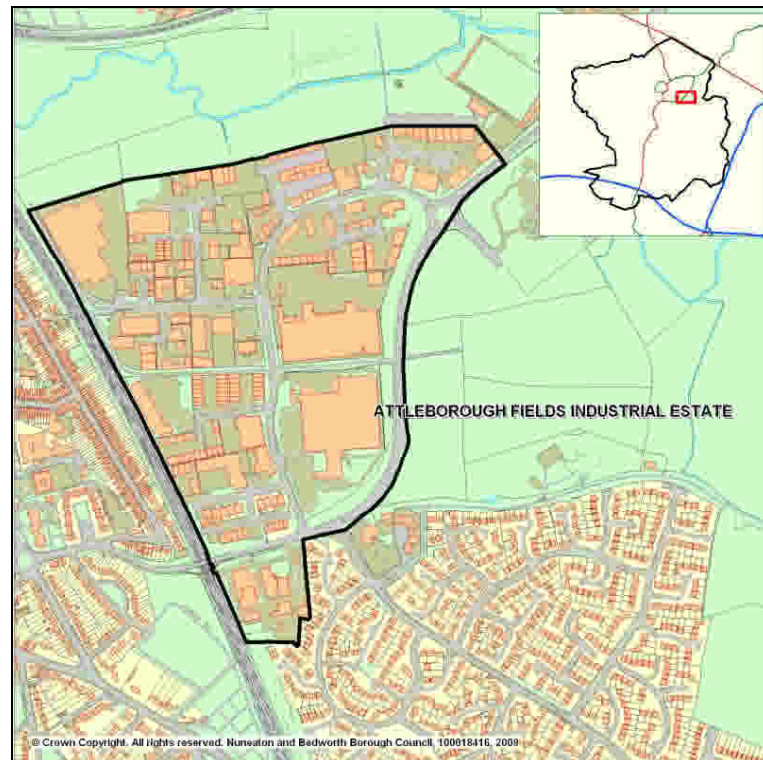 ATTLEBOROUGH FIELDS INDUSTRIAL ESTATE
© Crown Copyright. All rights reserved. Nuneaton and Bedworth Borough Council, 100018416, 2009